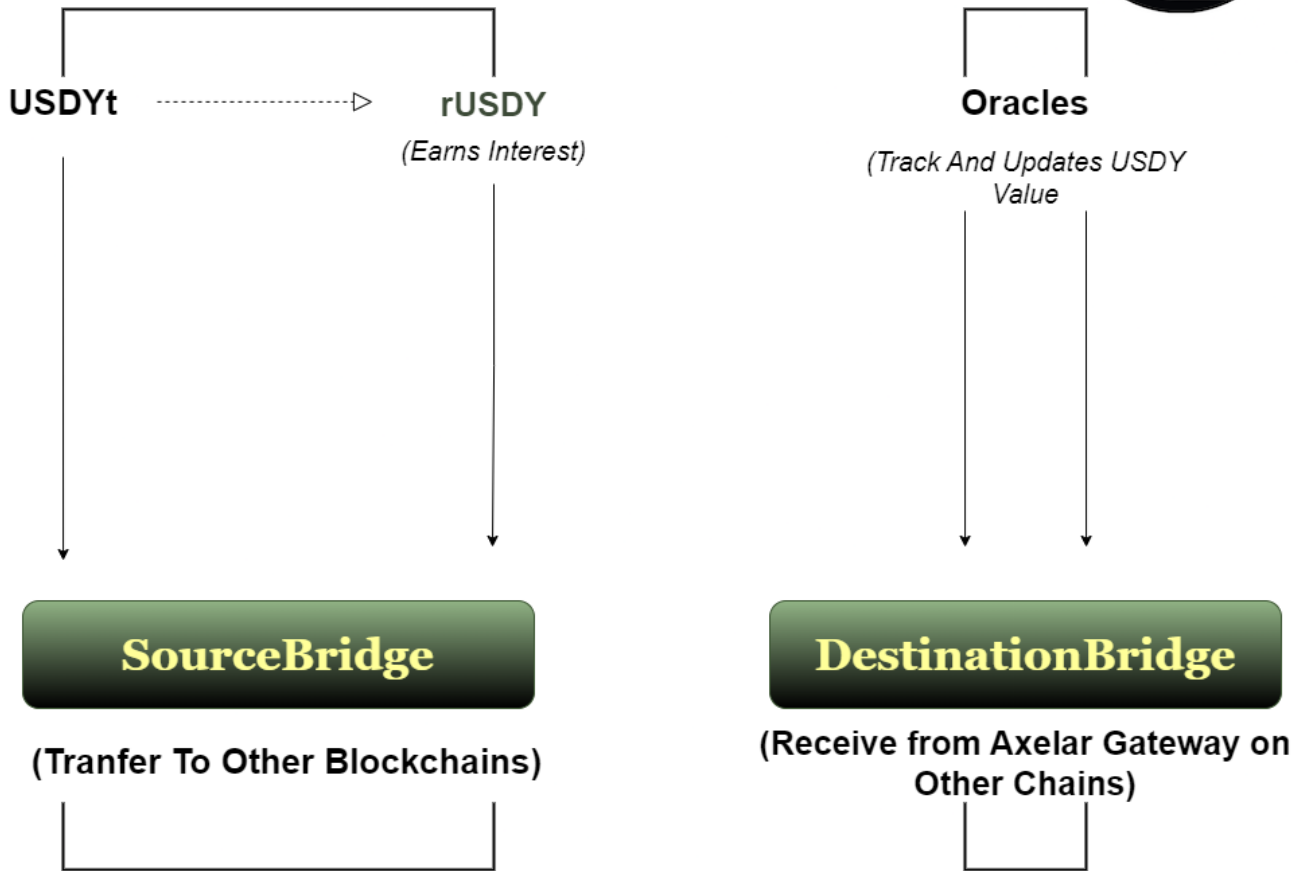 USDYt
rUSDY
(Earns Interest)
Oracles
(Track And Updates USDY
Value
SourceBridge
(Tranfer To Other Blockchains)
DestinationBridge
(Receive from Axelar Gateway on
Other Chains)